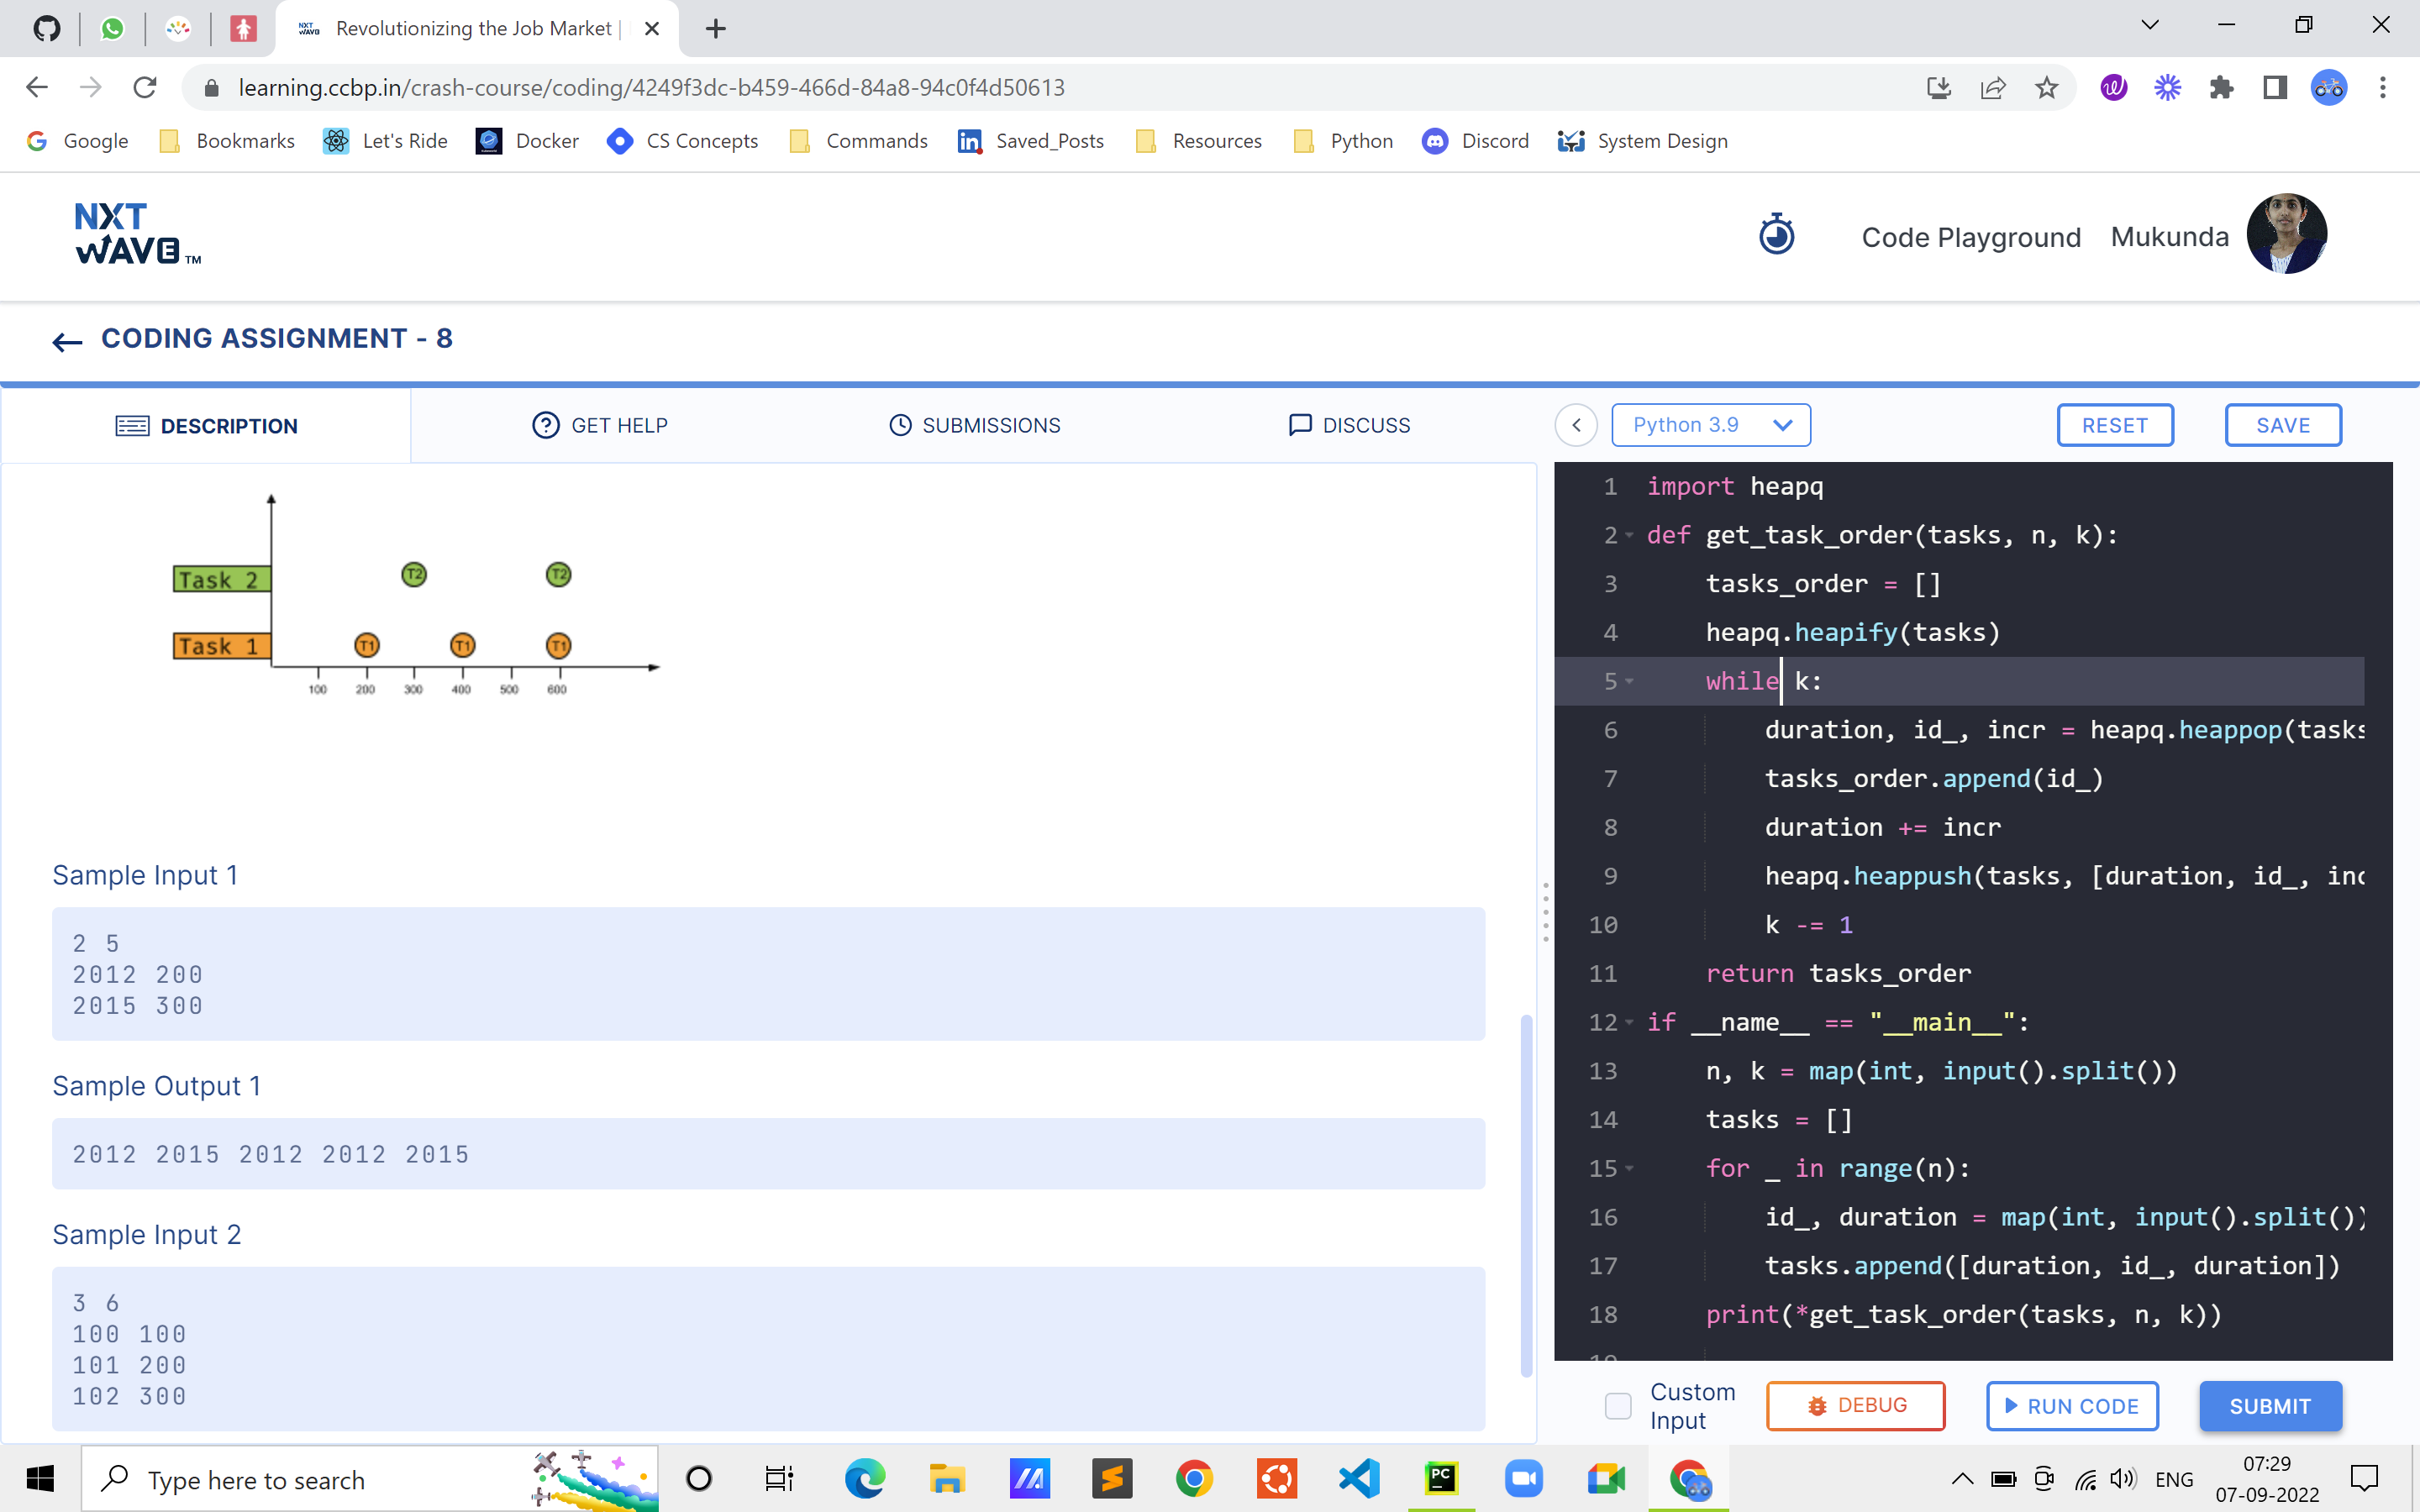 NXT WAVE Revolutionizing the Job Market |
learning.ccbp.in/crash-course/coding/4249f3dc-b459-466d-84a8-94c0f4d50613
Google Bookmarks Let's Ride Docker CS Concepts Commands Saved_Posts Resources Python Discord System Design
NXT
WAVE TM
Code Playground Mukunda
CODING ASSIGNMENT - 8
DESCRIPTION GET HELP SUBMISSIONS DISCUSS
Python 3.9 RESET SAVE
Task 2 T2 T2
Task 1 T1 T1 T1
100 200 300 400 500 600
Sample Input 1
2 5
2012 200
2015 300
Sample Output 1
2012 2015 2012 2012 2015
Sample Input 2
3 6
100 100
101 200
102 300
1 import heapq
2 def get_task_order(tasks, n, k):
3 tasks_order = []
4 heapq.heapify(tasks)
5 while k:
6 duration, id_, incr = heapq.heappop(tasks
7 tasks_order.append(id_)
8 duration += incr
9 heapq.heappush(tasks, [duration, id_, inc
10 k -= 1
11 return tasks_order
12 if __name__ == "__main__":
13 n, k = map(int, input().split())
14 tasks = []
15 for _ in range(n):
16 id_, duration = map(int, input().split())
17 tasks.append([duration, id_, duration])
18 print(*get_task_order(tasks, n, k))
19
Custom
Input
DEBUG RUN CODE SUBMIT
Type here to search
PC
ENG
07:29
07-09-2022